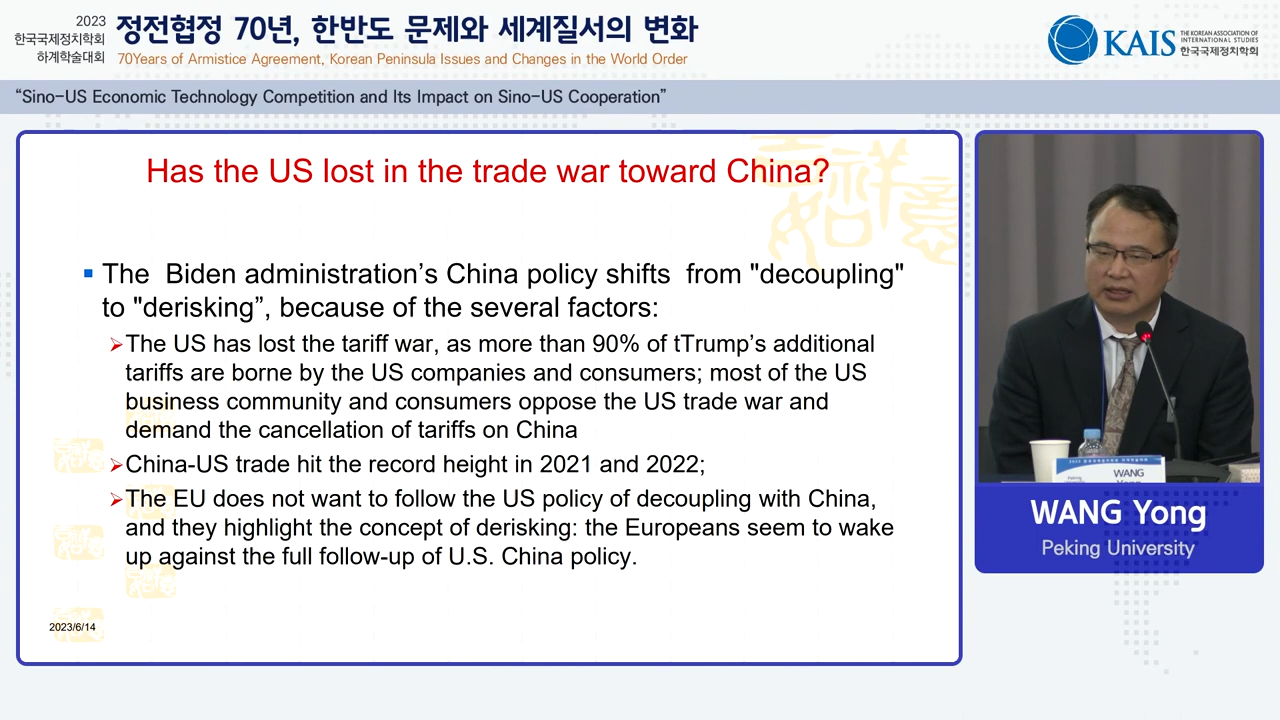 2023
한국국제정치학회
하계학술대회
정전협정 70년, 한반도 문제와 세계질서의 변화
70Years of Armistice Agreement, Korean Peninsula Issues and Changes in the World Order
KAIS
THE KOREAN ASSOCIATION OF
INTERNATIONAL STUDIES
한국국제정치학회
“Sino-US Economic Technology Competition and Its Impact on Sino-US Cooperation”
Has the US lost in the trade war toward China?
The Biden administration’s China policy shifts from "decoupling"
to "derisking”, because of the several factors:
The US has lost the tariff war, as more than 90% of tTrump’s additional
tariffs are borne by the US companies and consumers; most of the US
business community and consumers oppose the US trade war and
demand the cancellation of tariffs on China
China-US trade hit the record height in 2021 and 2022;
The EU does not want to follow the US policy of decoupling with China,
and they highlight the concept of derisking: the Europeans seem to wake
up against the full follow-up of U.S. China policy.
2023/6/14
WANG
WANG Yong
Peking University